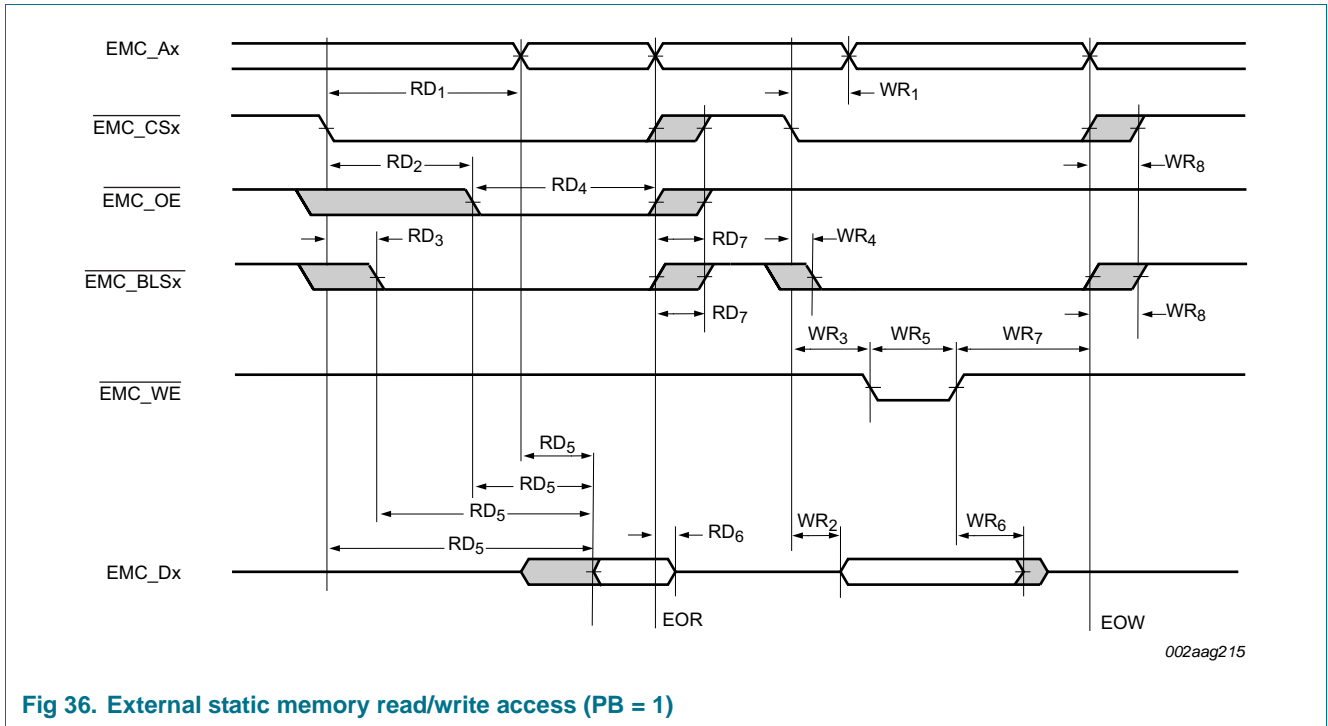 EMC_Ax
RD1
WR1
EMC_CSx
RD2
WR8
RD4
EMC_OE
RD3
RD7
WR4
EMC_BLSx
RD7
WR8
WR3
WR5
WR7
EMC_WE
RD5
RD5
RD5
WR2
WR6
RD6
RD5
EMC_Dx
EOR
EOW
002aag215
Fig 36. External static memory read/write access (PB = 1)